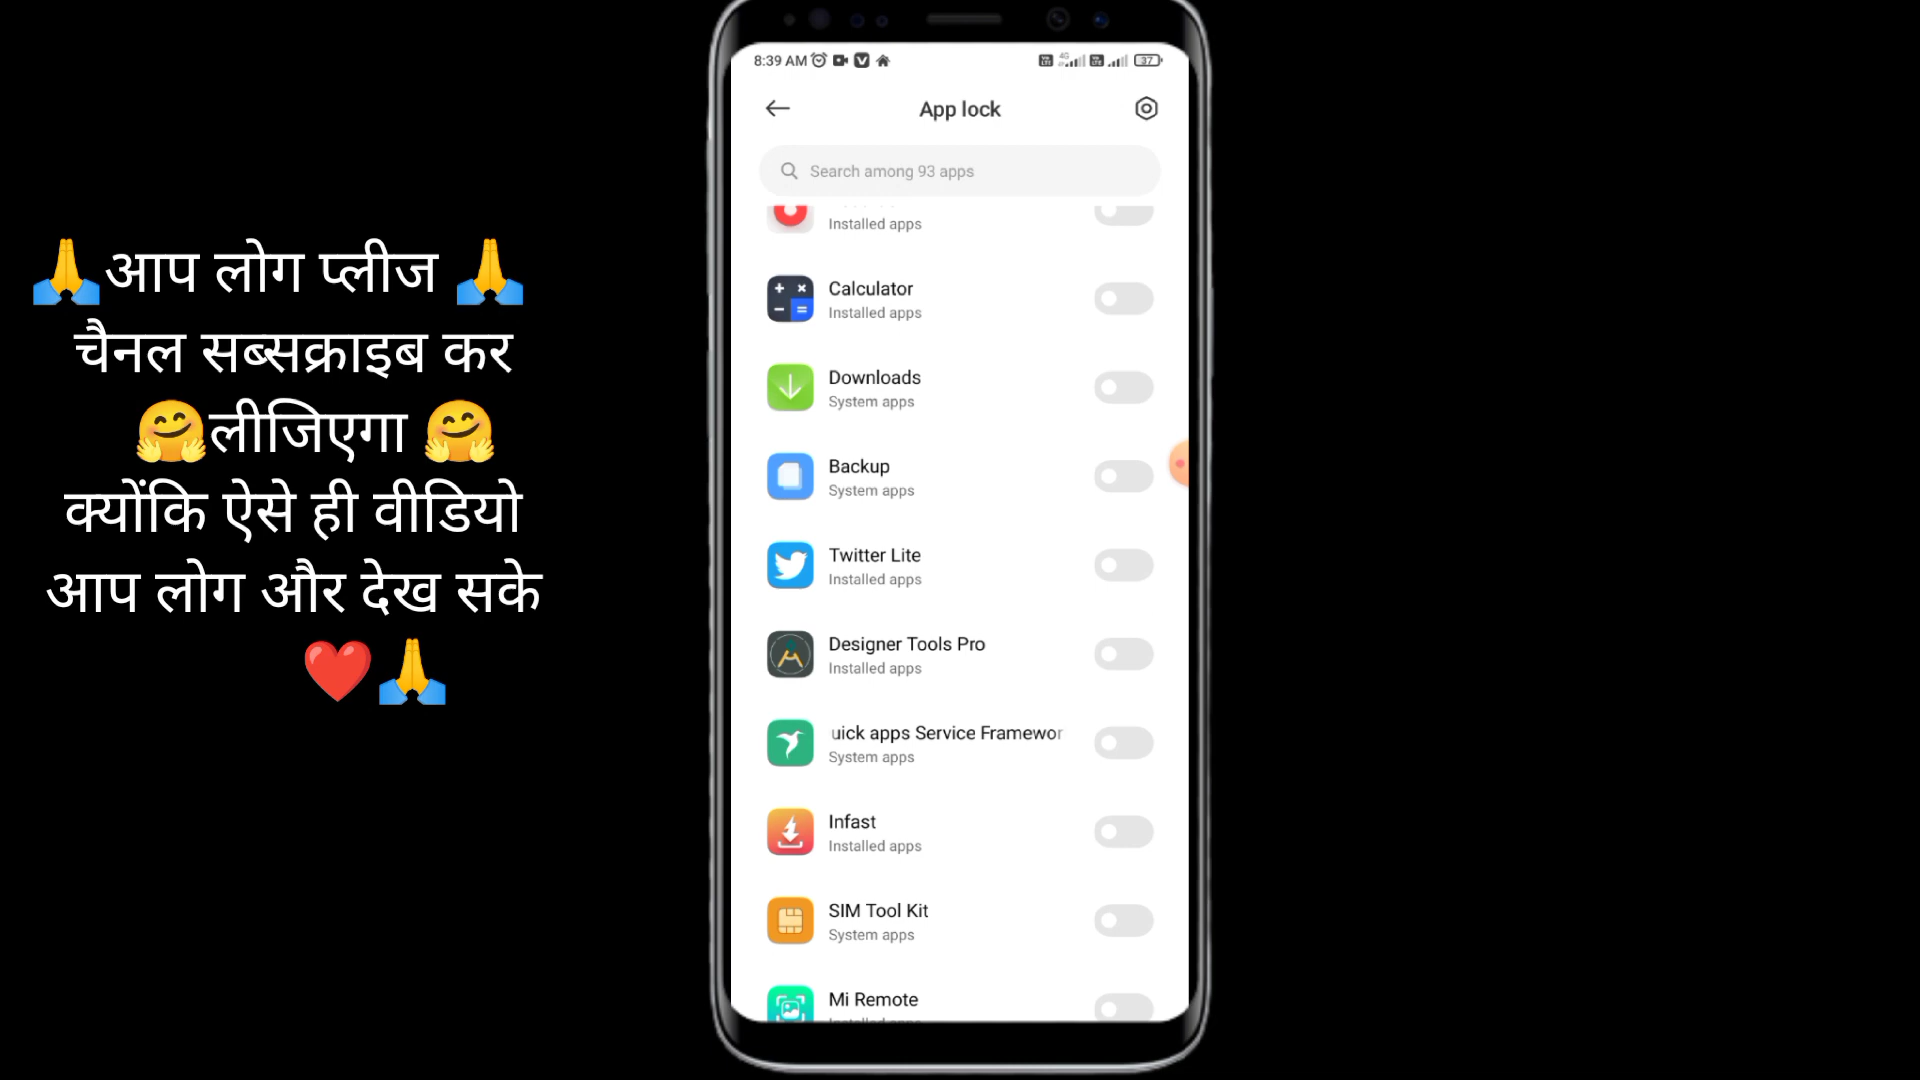 🙏आप लोग प्लीज 🙏
चैनल सब्सक्राइब कर
🤗लीजिएगा 🤗
क्योंकि ऐसे ही वीडियो
आप लोग और देख सके
❤️🙏
8:39 AM
4G
37
App lock
Search among 93 apps
Installed apps
Calculator
Installed apps
Downloads
System apps
Backup
System apps
Twitter Lite
Installed apps
Designer Tools Pro
Installed apps
uick apps Service Framewor
System apps
Infast
Installed apps
SIM Tool Kit
System apps
Mi Remote